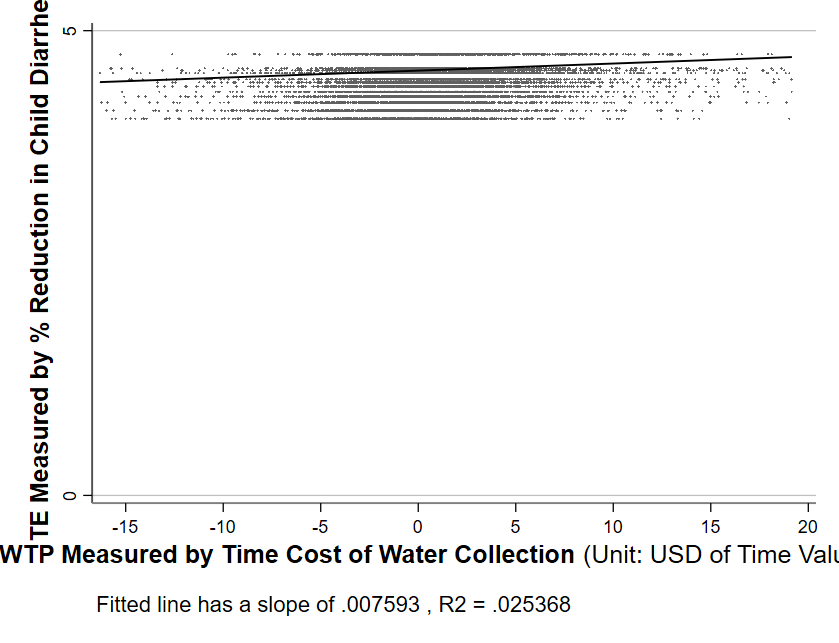 TE Measured by % Reduction in Child Diarrhe
5
0
-15 -10 -5 0 5 10 15 20
WTP Measured by Time Cost of Water Collection (Unit: USD of Time Valu
Fitted line has a slope of .007593 , R2 = .025368